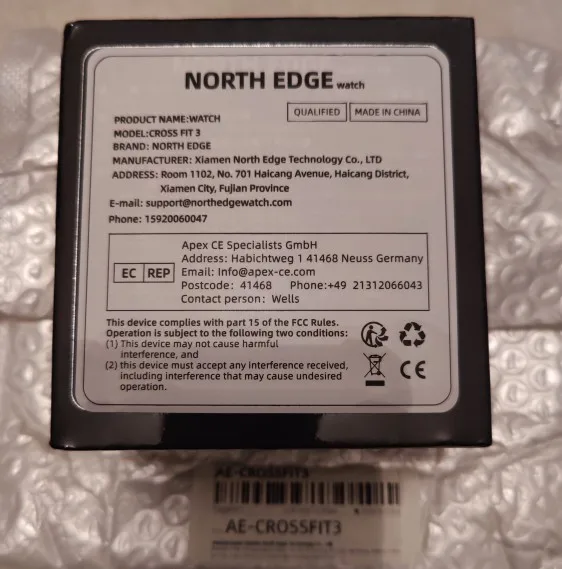 NORTH EDGE watch
QUALIFIED MADE IN CHINA
PRODUCT NAME:WATCH
MODEL:CROSS FIT 3
BRAND: NORTH EDGE
MANUFACTURER: Xiamen North Edge Technology Co., LTD
ADDRESS: Room 1102, No. 701 Haicang Avenue, Haicang District,
Xiamen City, Fujian Province
E-mail: support@northedgewatch.com
Phone: 15920060047
EC REP
Apex CE Specialists GmbH
Address: Habichtweg 1 41468 Neuss Germany
Email: Info@apex-ce.com
Postcode: 41468 Phone:+49 21312066043
Contact person: Wells
This device complies with part 15 of the FCC Rules.
Operation is subject to the following two conditions:
(1) This device may not cause harmful
interference, and
(2) this device must accept any interference received,
including interference that may cause undesired
operation.
CE
AE-CROSSFIT3
AE-CROSSFIT3